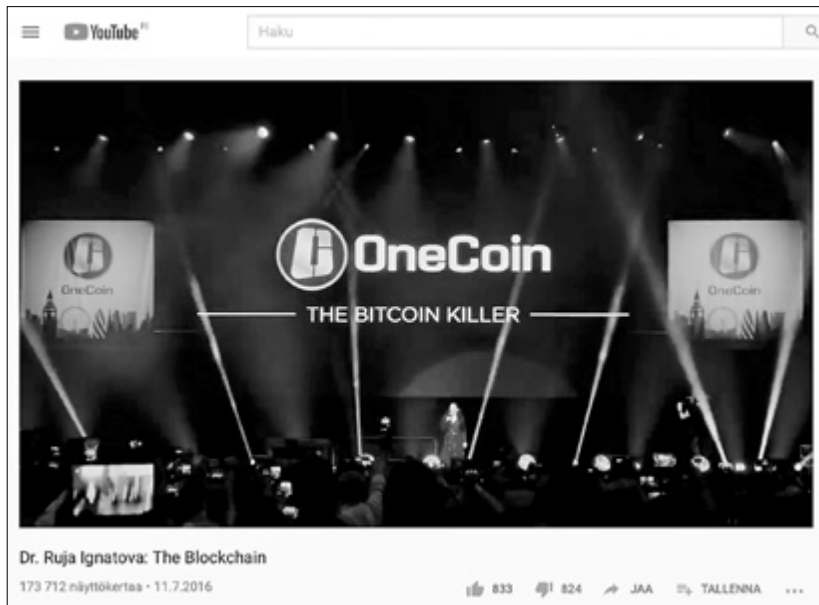 YouTube FI
Haku
OneCoin
THE BITCOIN KILLER
OneCoin
OneCoin
Dr. Ruja Ignatova: The Blockchain
173 712 näyttökertaa • 11.7.2016
833 824 JAA TALLENNA